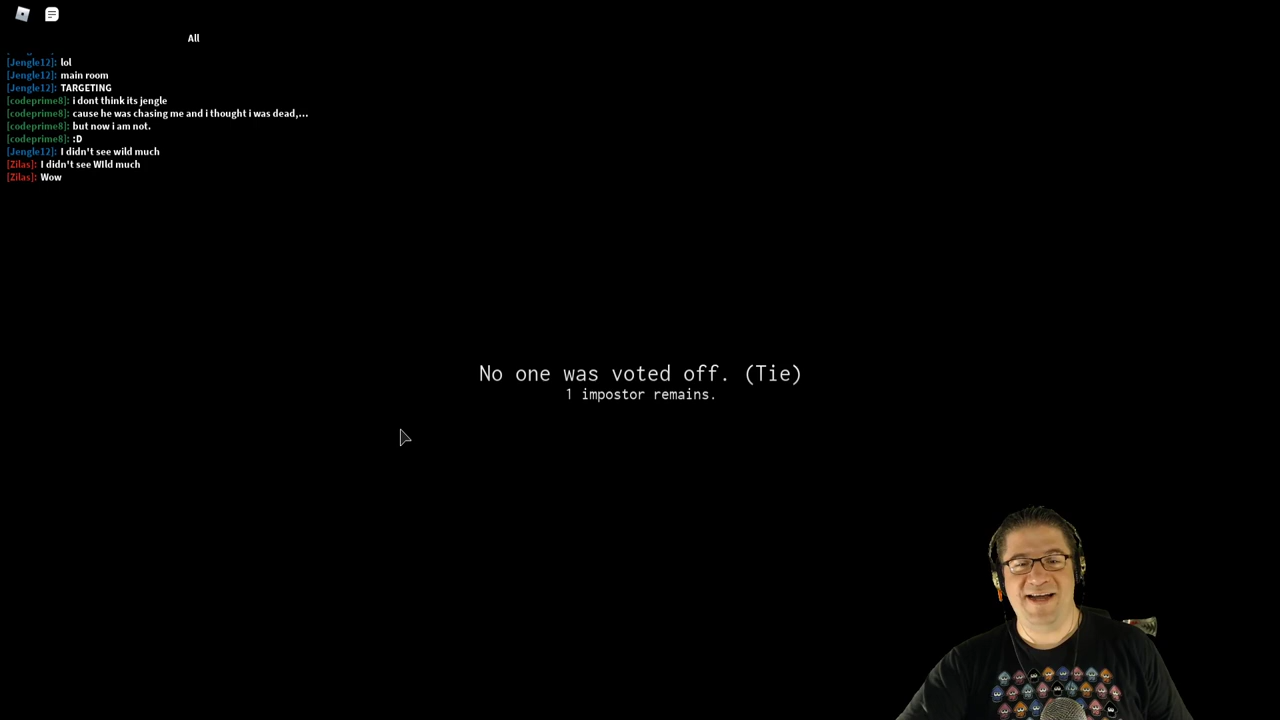 All
[Jengle12]: lol
[Jengle12]: main room
[Jengle12]: TARGETING
[codeprime8]: i dont think its jengle
[codeprime8]: cause he was chasing me and i thought i was dead,...
[codeprime8]: but now i am not.
[codeprime8]: :D
[Jengle12]: I didn't see wild much
[Zilas]: I didn't see WIld much
[Zilas]: Wow
No one was voted off. (Tie)
1 impostor remains.